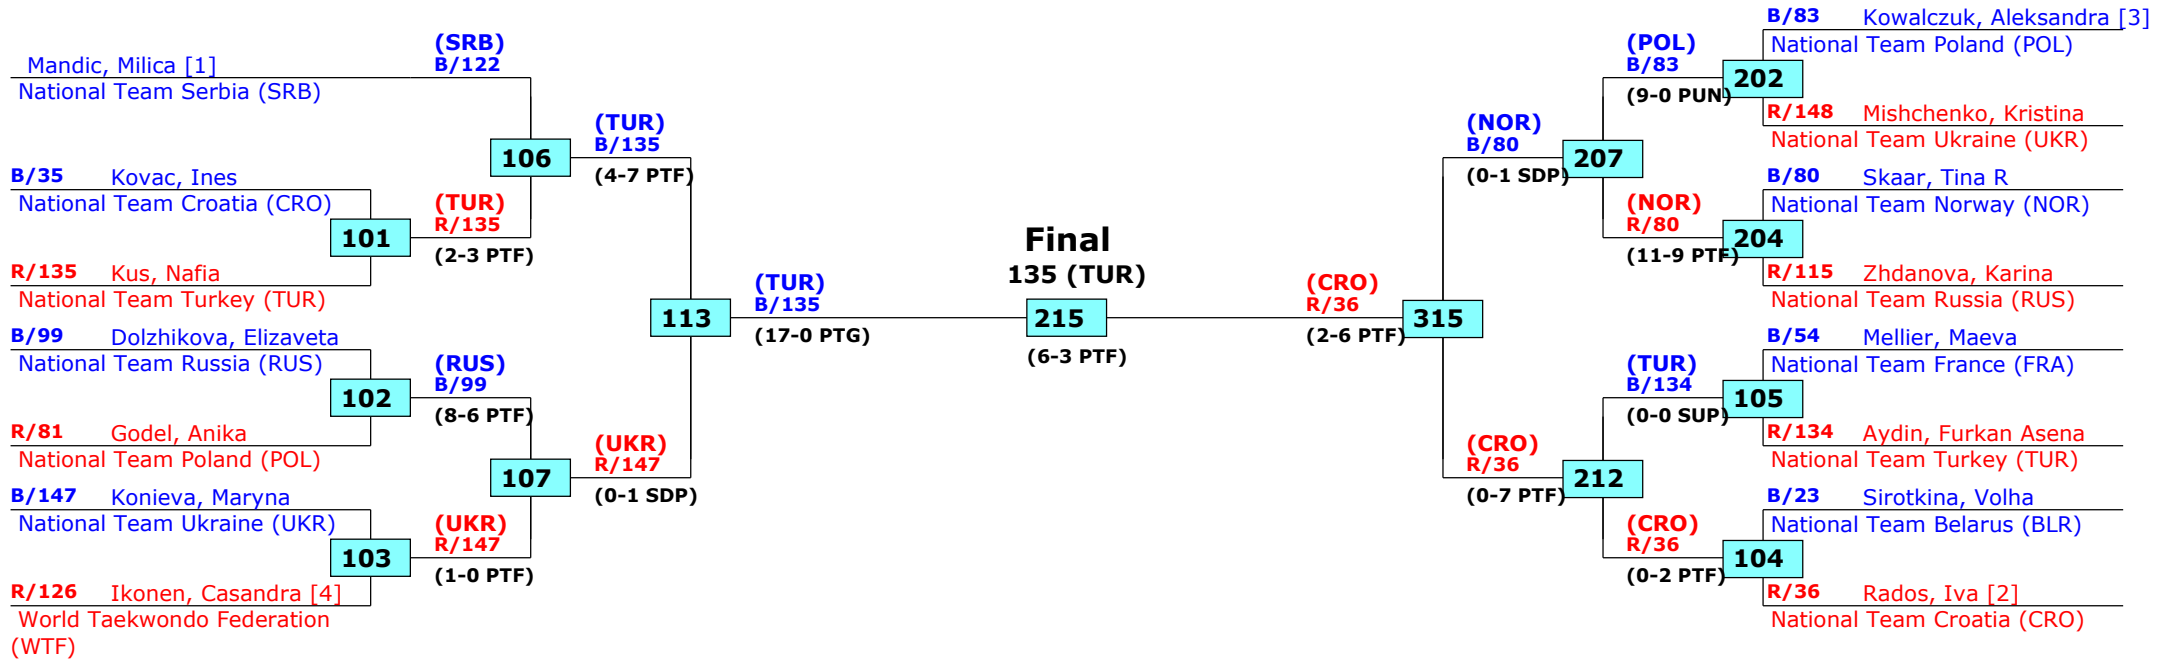 Mandic, Milica [1]
National Team Serbia (SRB)
(SRB)
B/122
B/35 Kovac, Ines
National Team Croatia (CRO)
101
R/135 Kus, Nafia
National Team Turkey (TUR)
(TUR)
R/135
(2-3 PTF)
106
(TUR)
B/135
(4-7 PTF)
B/99 Dolzhikova, Elizaveta
National Team Russia (RUS)
102
R/81 Godel, Anika
National Team Poland (POL)
(RUS)
B/99
(8-6 PTF)
107
B/147 Konieva, Maryna
National Team Ukraine (UKR)
103
R/126 Ikonen, Casandra [4]
World Taekwondo Federation
(WTF)
(UKR)
R/147
(1-0 PTF)
(UKR)
R/147
(0-1 SDP)
113
(TUR)
B/135
(17-0 PTG)
Final
135 (TUR)
215
(6-3 PTF)
(CRO)
R/36
(2-6 PTF)
315
(NOR)
B/80
(0-1 SDP)
207
(POL)
B/83
(9-0 PUN)
202
B/83 Kowalczuk, Aleksandra [3]
National Team Poland (POL)
R/148 Mishchenko, Kristina
National Team Ukraine (UKR)
(NOR)
R/80
(11-9 PTF)
204
B/80 Skaar, Tina R
National Team Norway (NOR)
R/115 Zhdanova, Karina
National Team Russia (RUS)
(CRO)
R/36
(0-7 PTF)
212
(TUR)
B/134
(0-0 SUP)
105
B/54 Mellier, Maeva
National Team France (FRA)
R/134 Aydin, Furkan Asena
National Team Turkey (TUR)
(CRO)
R/36
(0-2 PTF)
104
B/23 Sirotkina, Volha
National Team Belarus (BLR)
R/36 Rados, Iva [2]
National Team Croatia (CRO)